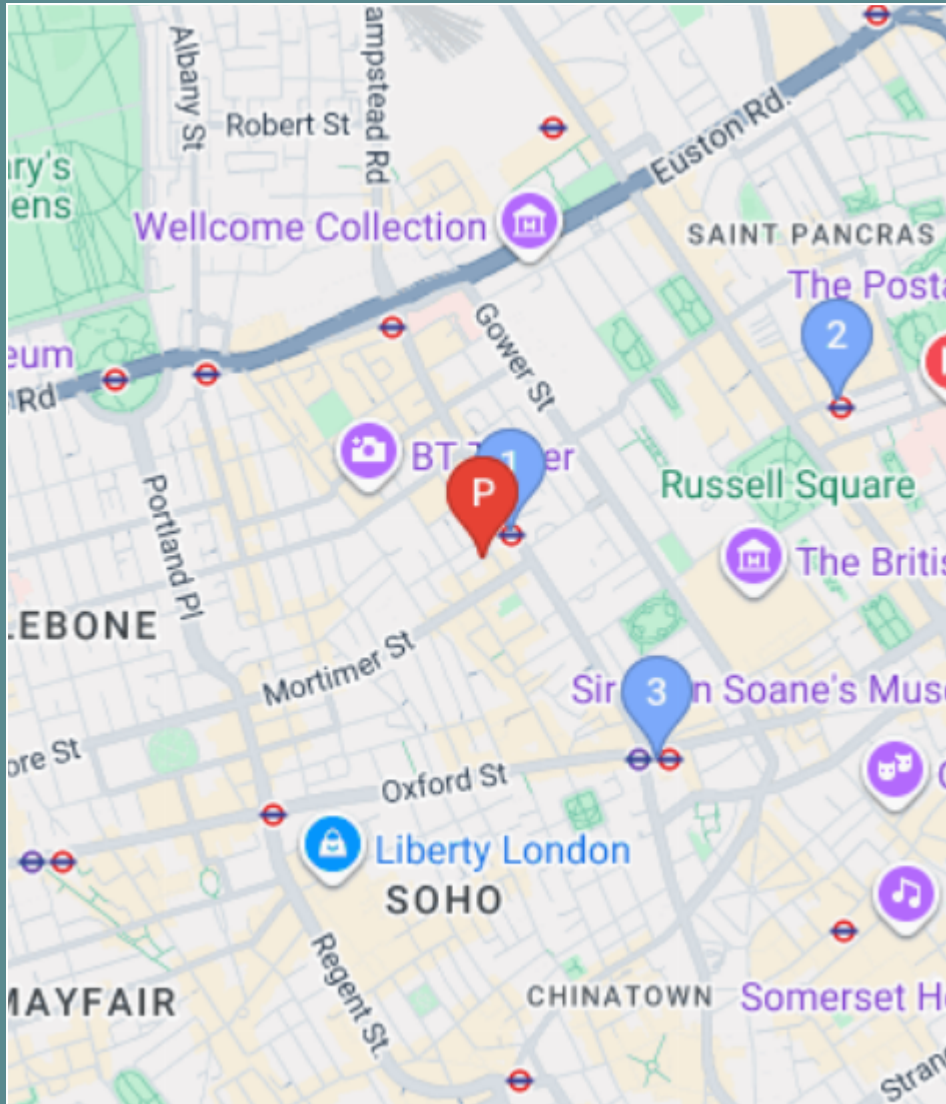 Albany St
ampstead Rd
Robert St
Euston Rd.
ary's
ens
Wellcome Collection
SAINT PANCRAS
The Posta
2
Gower St
eum
Rd
BT T er
1
P
Russell Square
Portland Pl
The Britis
LEBONE
Mortimer St
Sir n Soane's Muse
3
ore St
Oxford St
Liberty London
SOHO
Regent St.
MAYFAIR
CHINATOWN
Somerset H
Stran